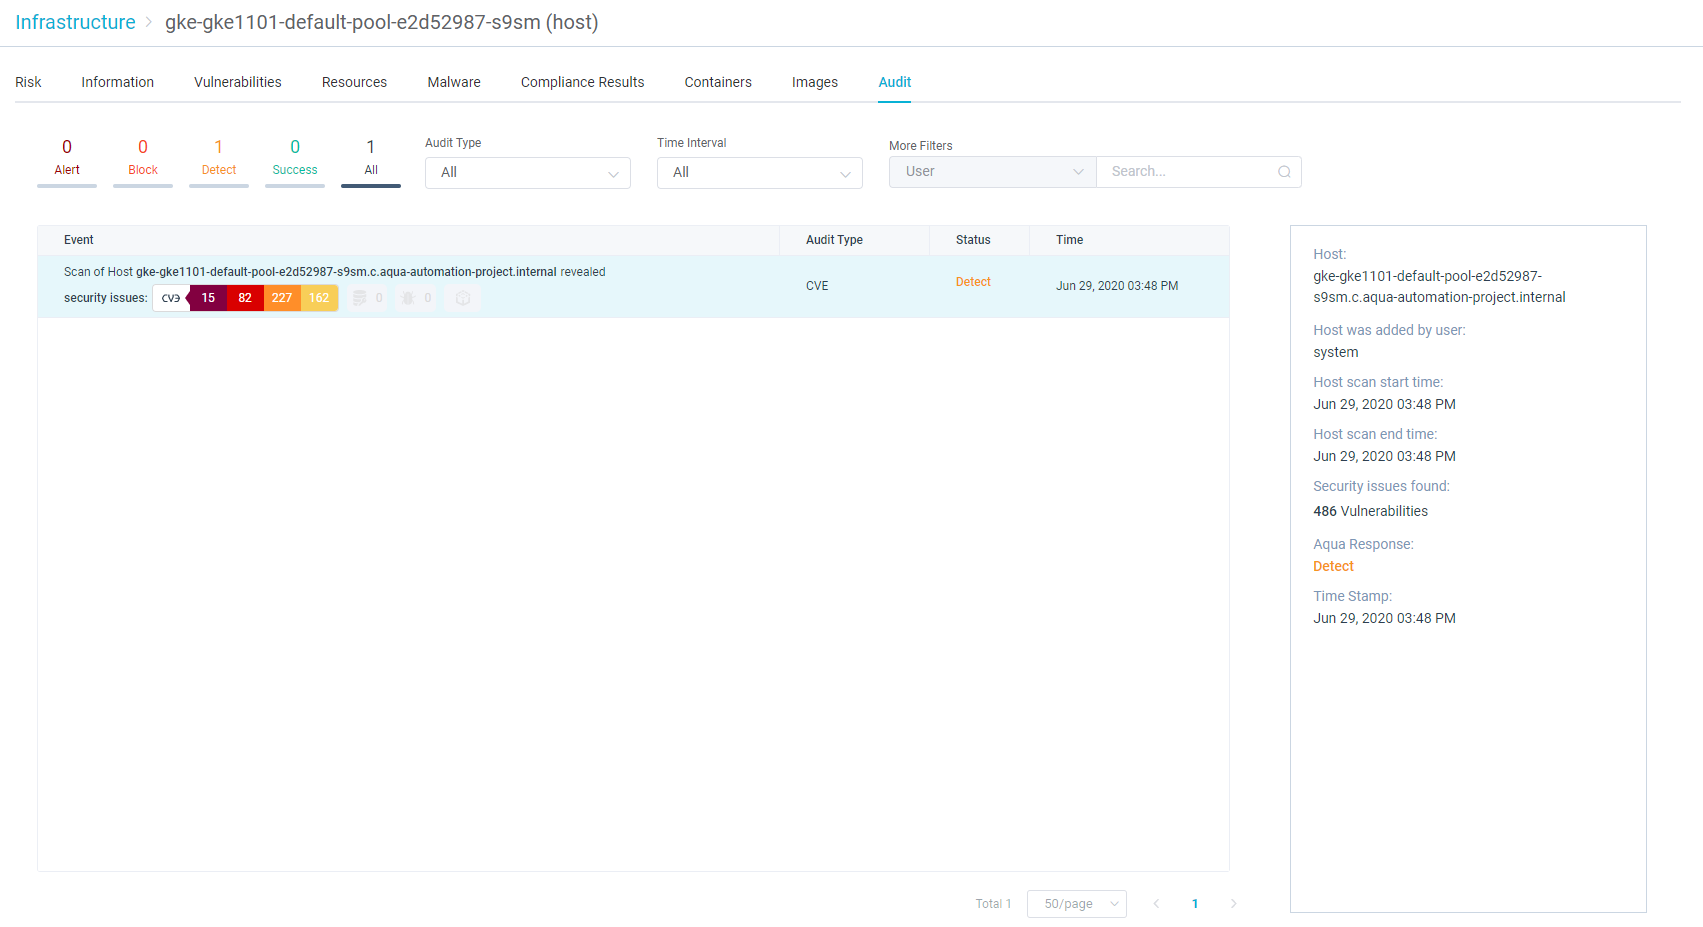 Infrastructure > gke-gke1101-default-pool-e2d52987-s9sm (host)
Risk Information Vulnerabilities Resources Malware Compliance Results Containers Images Audit
0 0 1 0 1
Alert Block Detect Success All
Audit Type Time Interval More Filters
All All User Search...
Event Audit Type Status Time
Scan of Host gke-gke1101-default-pool-e2d52987-s9sm.c.aqua-automation-project.internal revealed
security issues: CVE 15 82 227 162 0 0
CVE Detect Jun 29, 2020 03:48 PM
Total 1 50/page < 1 >
Host:
gke-gke1101-default-pool-e2d52987-
s9sm.c.aqua-automation-project.internal
Host was added by user:
system
Host scan start time:
Jun 29, 2020 03:48 PM
Host scan end time:
Jun 29, 2020 03:48 PM
Security issues found:
486 Vulnerabilities
Aqua Response:
Detect
Time Stamp:
Jun 29, 2020 03:48 PM